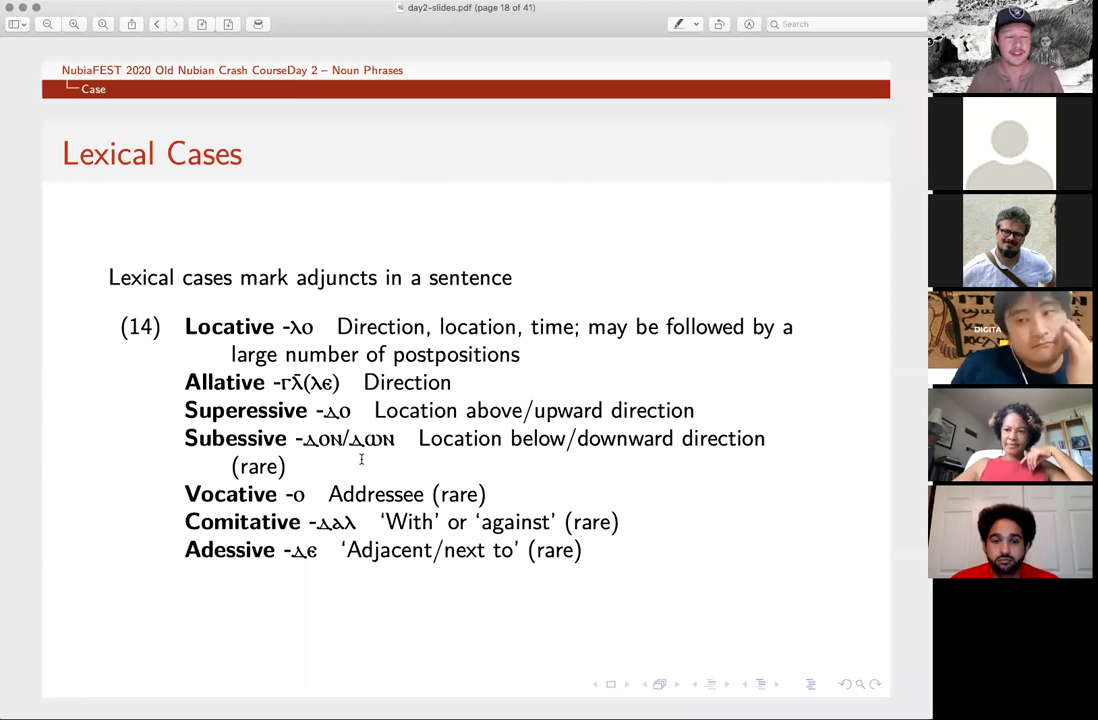 day2-slides.pdf (page 18 of 41)
Search
NubiaFEST 2020 Old Nubian Crash CourseDay 2 – Noun Phrases
Case
Lexical Cases
Lexical cases mark adjuncts in a sentence
(14) Locative -ⲗⲟ Direction, location, time; may be followed by a
large number of postpositions
Allative -ⲅⲗ̄(ⲗⲉ) Direction
Superessive -ⲇⲟ Location above/upward direction
Subessive -ⲇⲟⲛ/ⲇⲱⲛ Location below/downward direction
(rare)
Vocative -ⲟ Addressee (rare)
Comitative -ⲇⲁⲗ ‘With’ or ‘against’ (rare)
Adessive -ⲇⲉ ‘Adjacent/next to’ (rare)
DIGITA